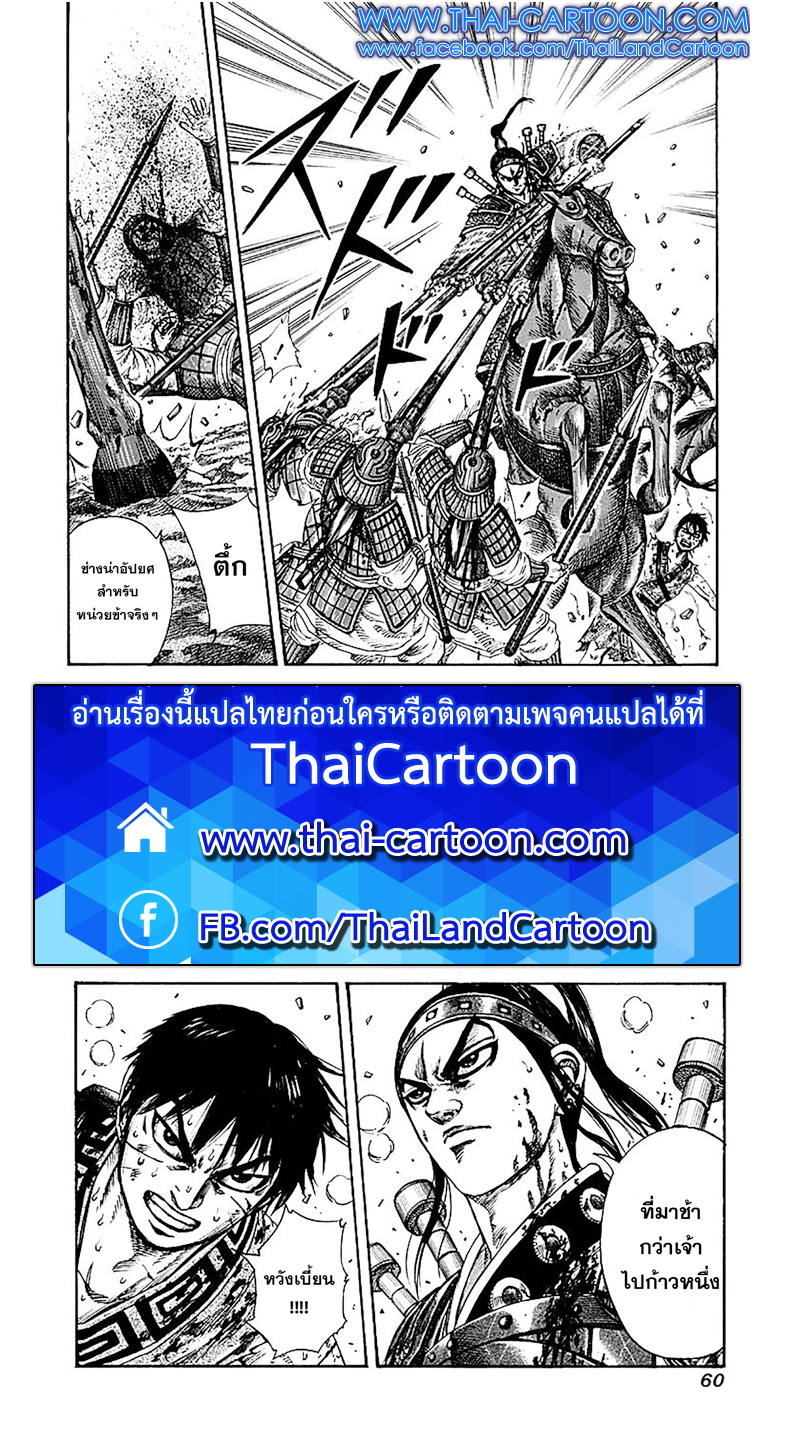 WWW.THAI-CARTOON.COM
www.facebook.com/ThaiLandCartoon
ズ
ド
ド
ド
!
!
ตึ้ก
ช่างน่าอัปยศ
สำหรับ
หน่วยข้าจริงๆ
อ่านเรื่องนี้แปลไทยก่อนใครหรือติดตามเพจคนแปลได้ที่
ThaiCartoon
www.thai-cartoon.com
f
FB.com/ThaiLandCartoon
ที่มาช้า
กว่าเจ้า
ไปก้าวหนึ่ง
หวังเบี้ยน
!!!!
60